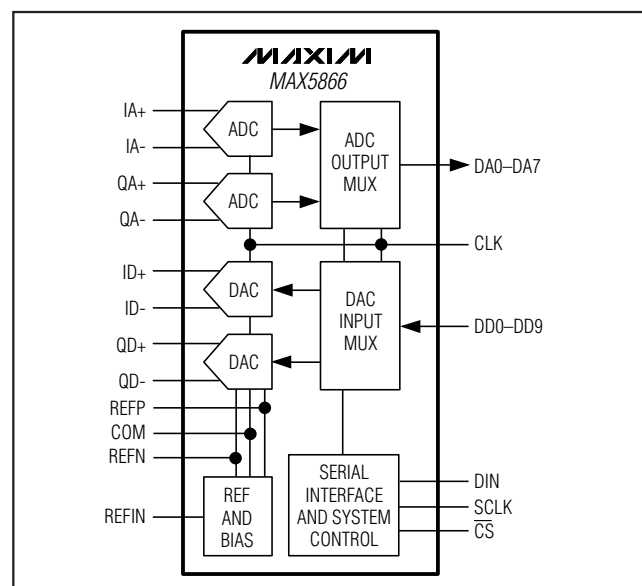 MAXIM
MAX5866
IA+
IA-
QA+
QA-
ID+
ID-
QD+
QD-
REFP
COM
REFN
REFIN
ADC
ADC
DAC
DAC
REF
AND
BIAS
ADC
OUTPUT
MUX
DAC
INPUT
MUX
SERIAL
INTERFACE
AND SYSTEM
CONTROL
DA0–DA7
CLK
DD0–DD9
DIN
SCLK
C̅S̅